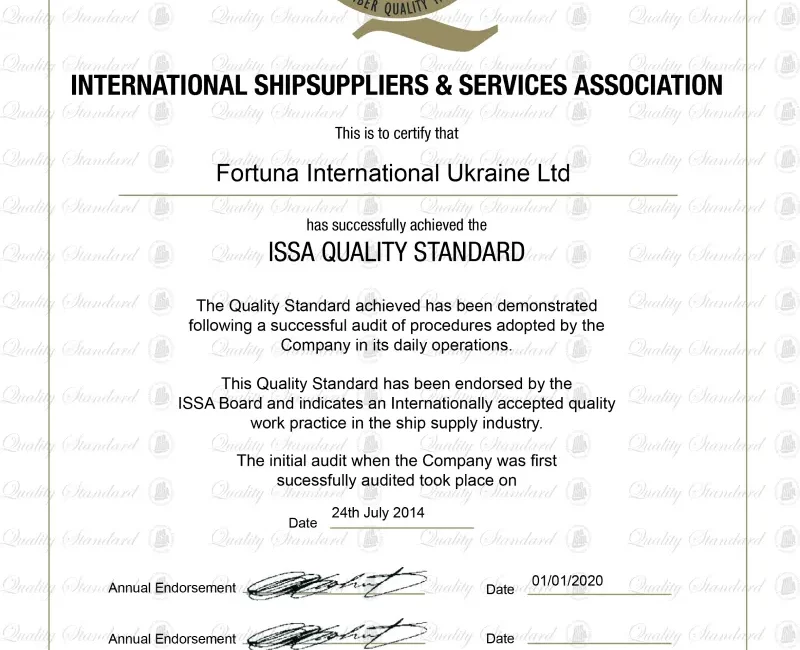 QUALITY
INTERNATIONAL SHIPSUPPLIERS & SERVICES ASSOCIATION
This is to certify that
Fortuna International Ukraine Ltd
has successfully achieved the
ISSA QUALITY STANDARD
The Quality Standard achieved has been demonstrated
following a successful audit of procedures adopted by the
Company in its daily operations.
This Quality Standard has been endorsed by the
ISSA Board and indicates an Internationally accepted quality
work practice in the ship supply industry.
The initial audit when the Company was first
sucessfully audited took place on
Date 24th July 2014
Annual Endorsement Date 01/01/2020
Annual Endorsement Date
Quality Standard